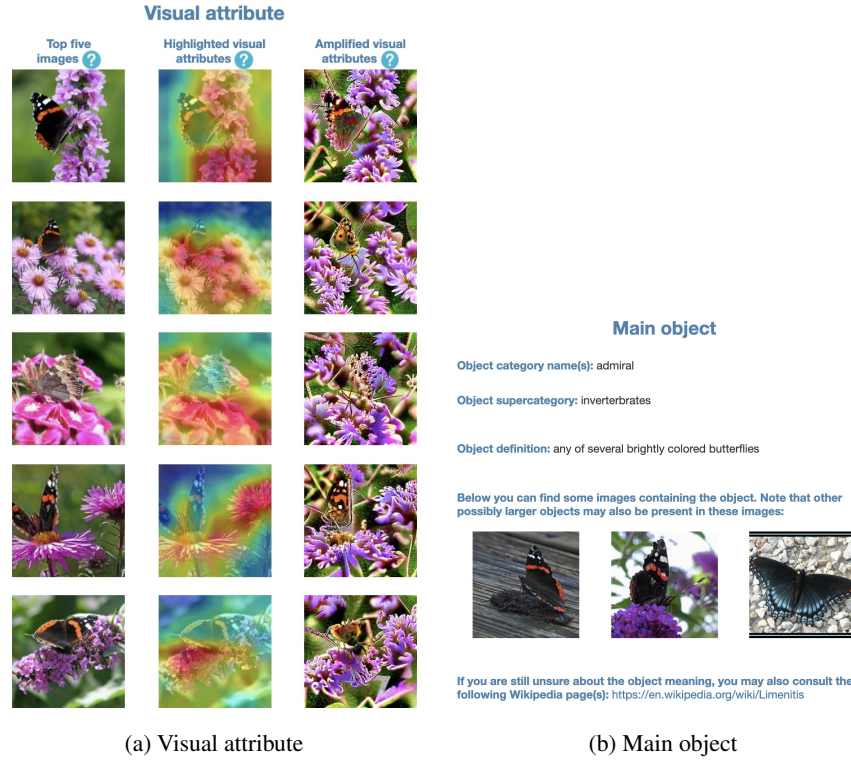 Visual attribute
Top five
images ?
Highlighted visual
attributes ?
Amplified visual
attributes ?
Main object
Object category name(s): admiral
Object supercategory: inverterbrates
Object definition: any of several brightly colored butterflies
Below you can find some images containing the object. Note that other
possibly larger objects may also be present in these images:
If you are still unsure about the object meaning, you may also consult the
following Wikipedia page(s): https://en.wikipedia.org/wiki/Limenitis
(a) Visual attribute
(b) Main object